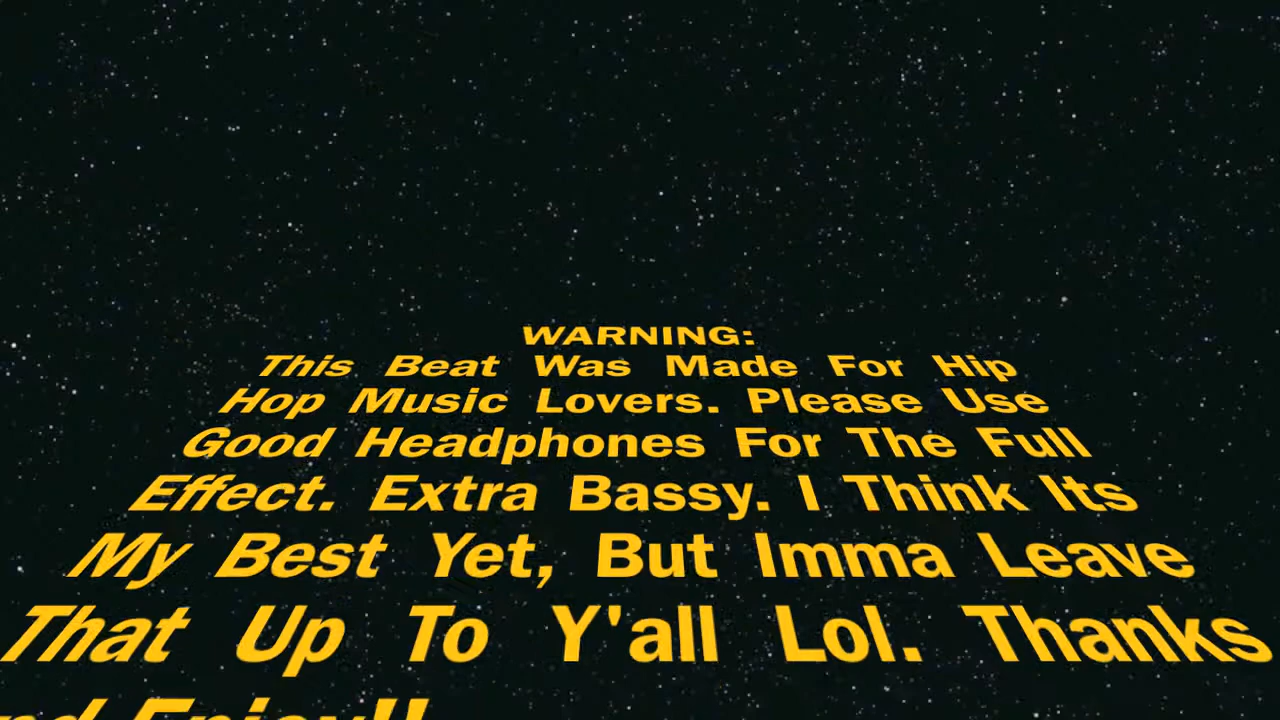 WARNING:
This Beat Was Made For Hip
Hop Music Lovers. Please Use
Good Headphones For The Full
Effect. Extra Bassy. I Think Its
My Best Yet, But Imma Leave
That Up To Y'all Lol. Thanks
Enjoy!!